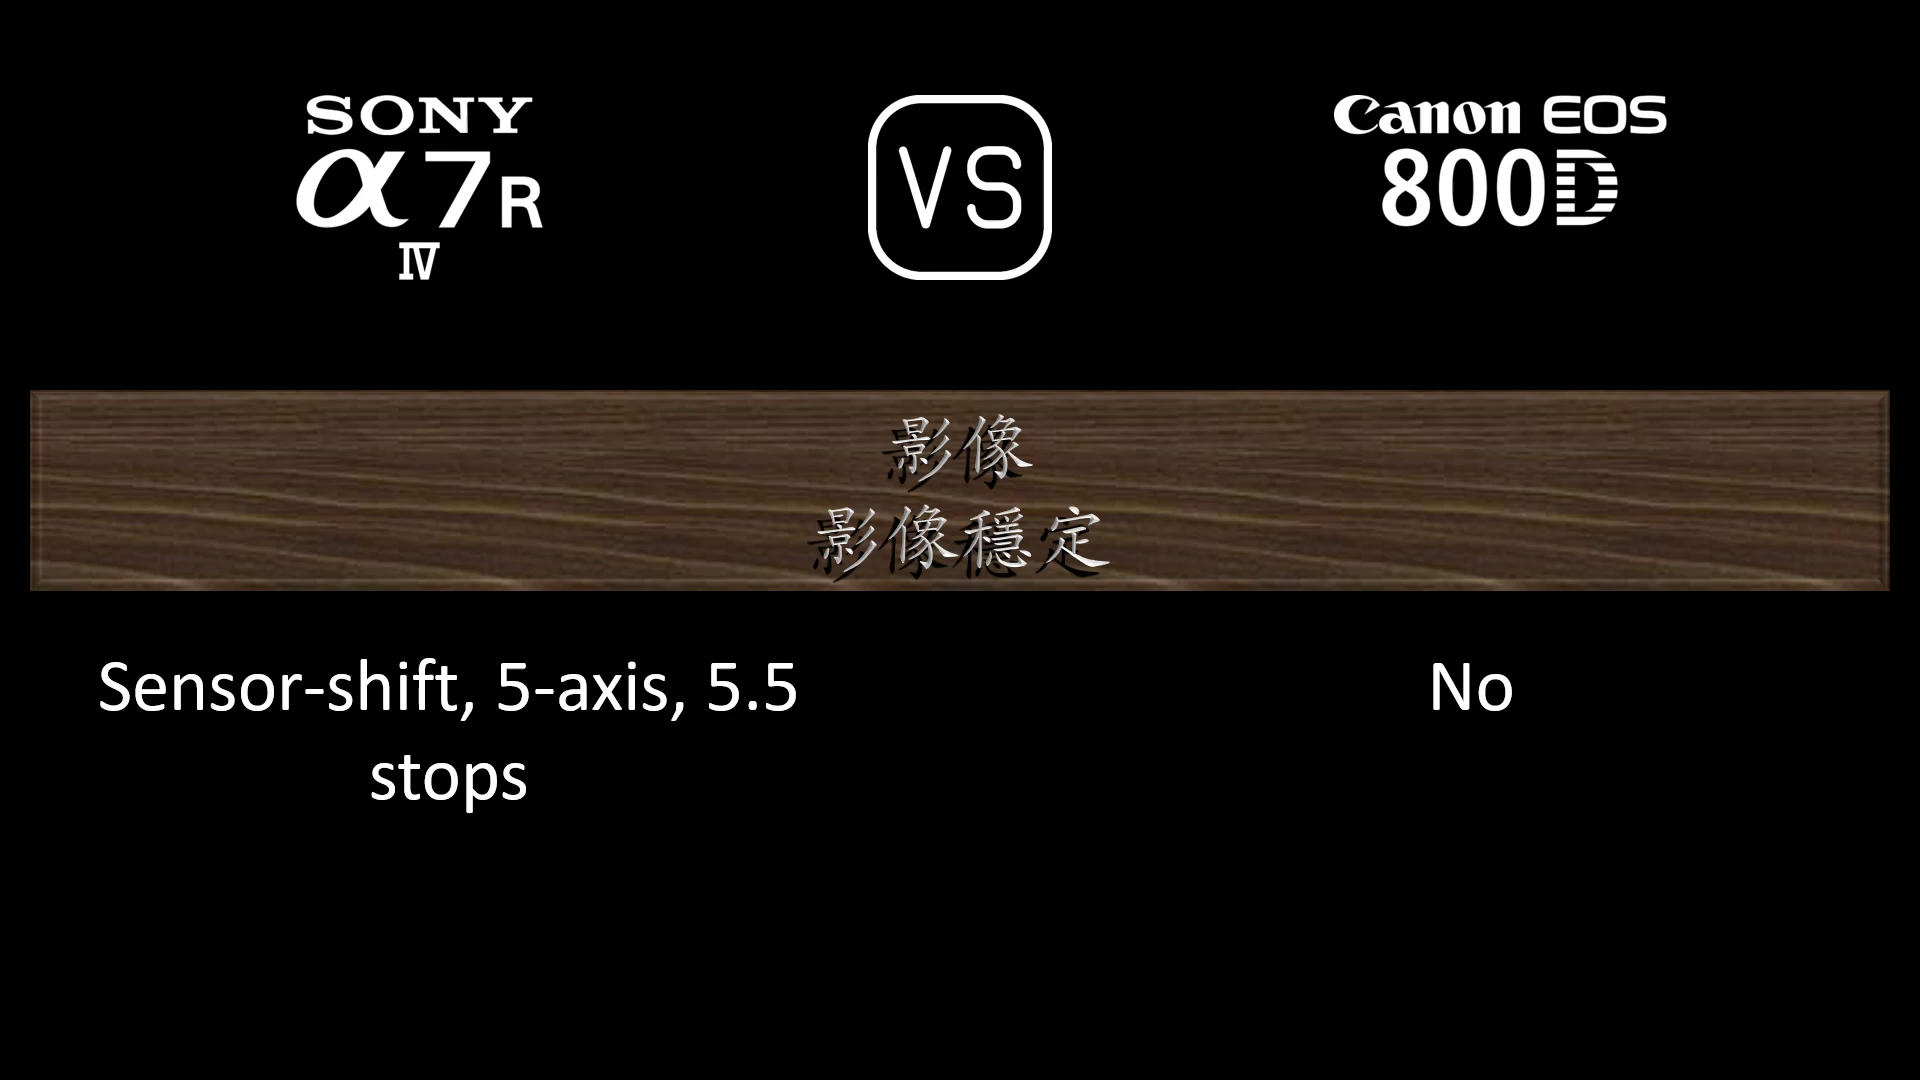 SONY
α7R
IV
VS
Canon EOS
800D
影像
影像穩定
Sensor-shift, 5-axis, 5.5
stops
No